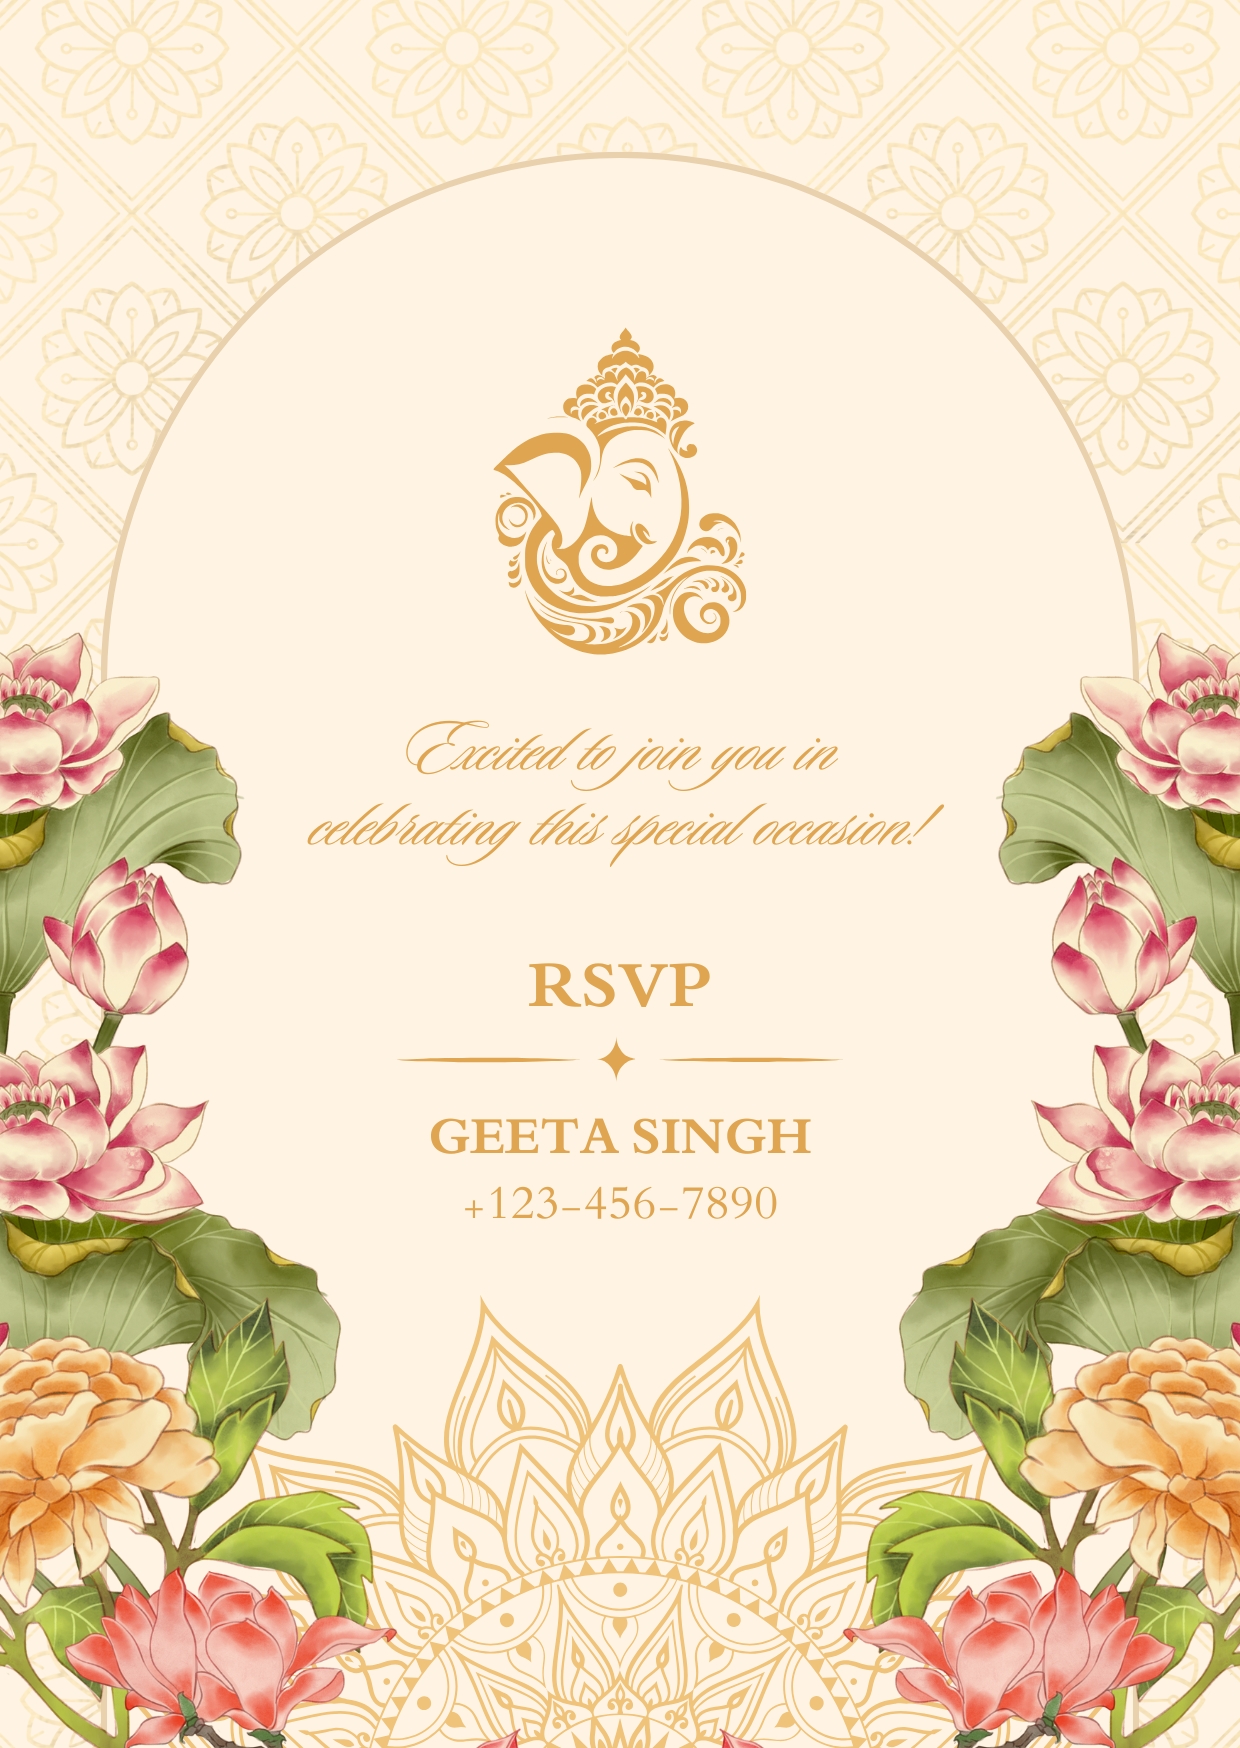 Excited to join you in
celebrating this special occasion!
RSVP
GEETA SINGH
+123-456-7890